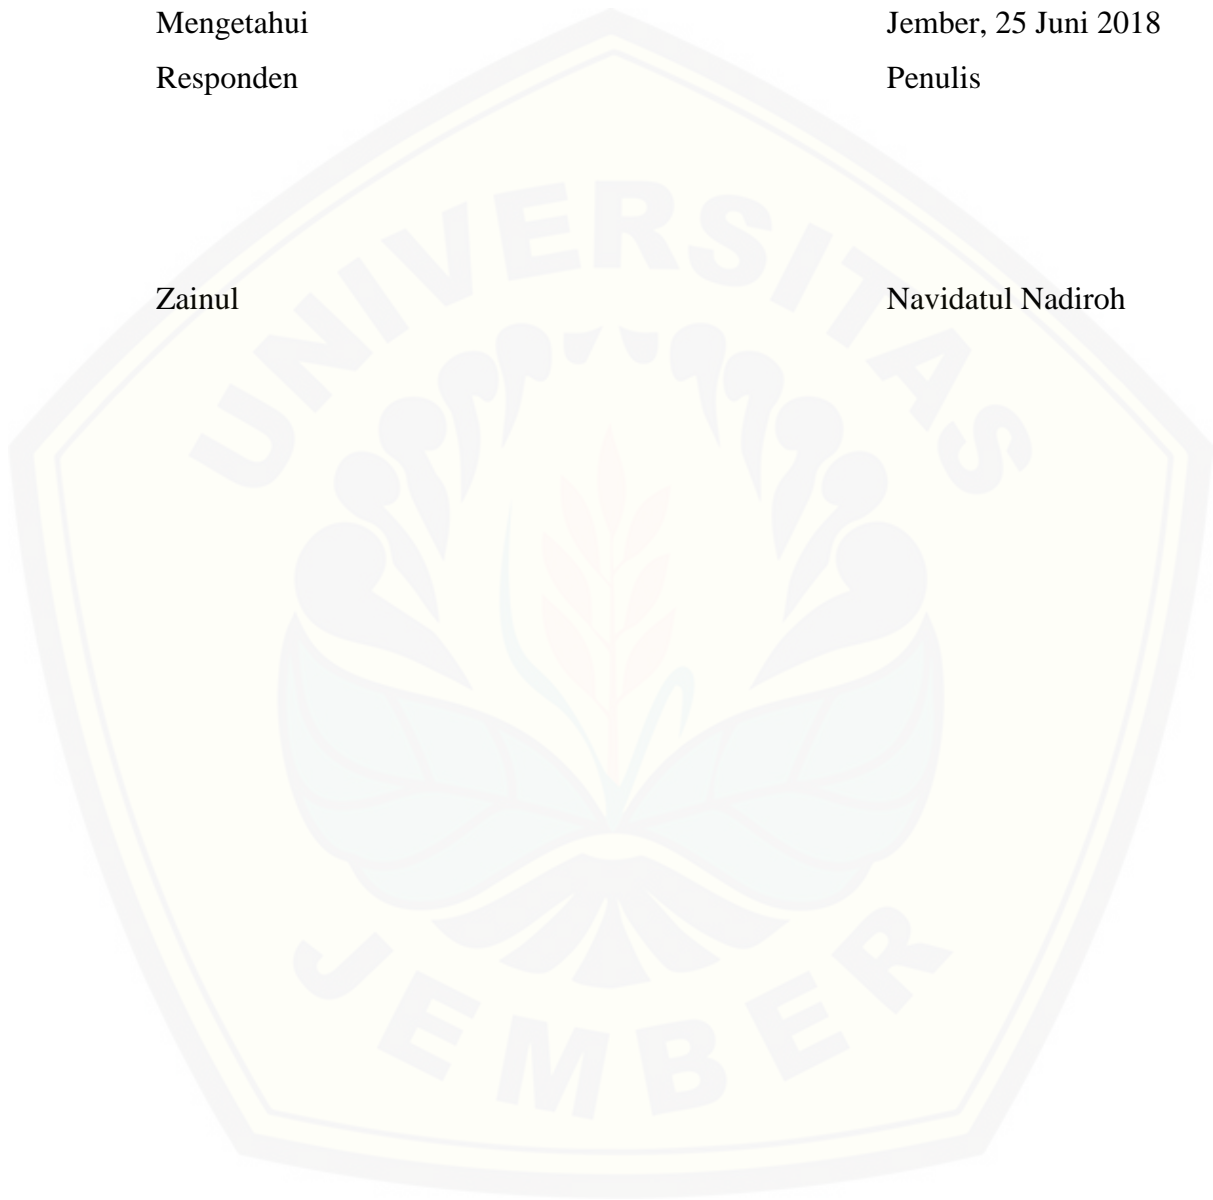 Mengetahui Jember, 25 Juni 2018
Responden Penulis
Zainul Navidatul Nadiroh
UNIVERSITAS
JEMBER